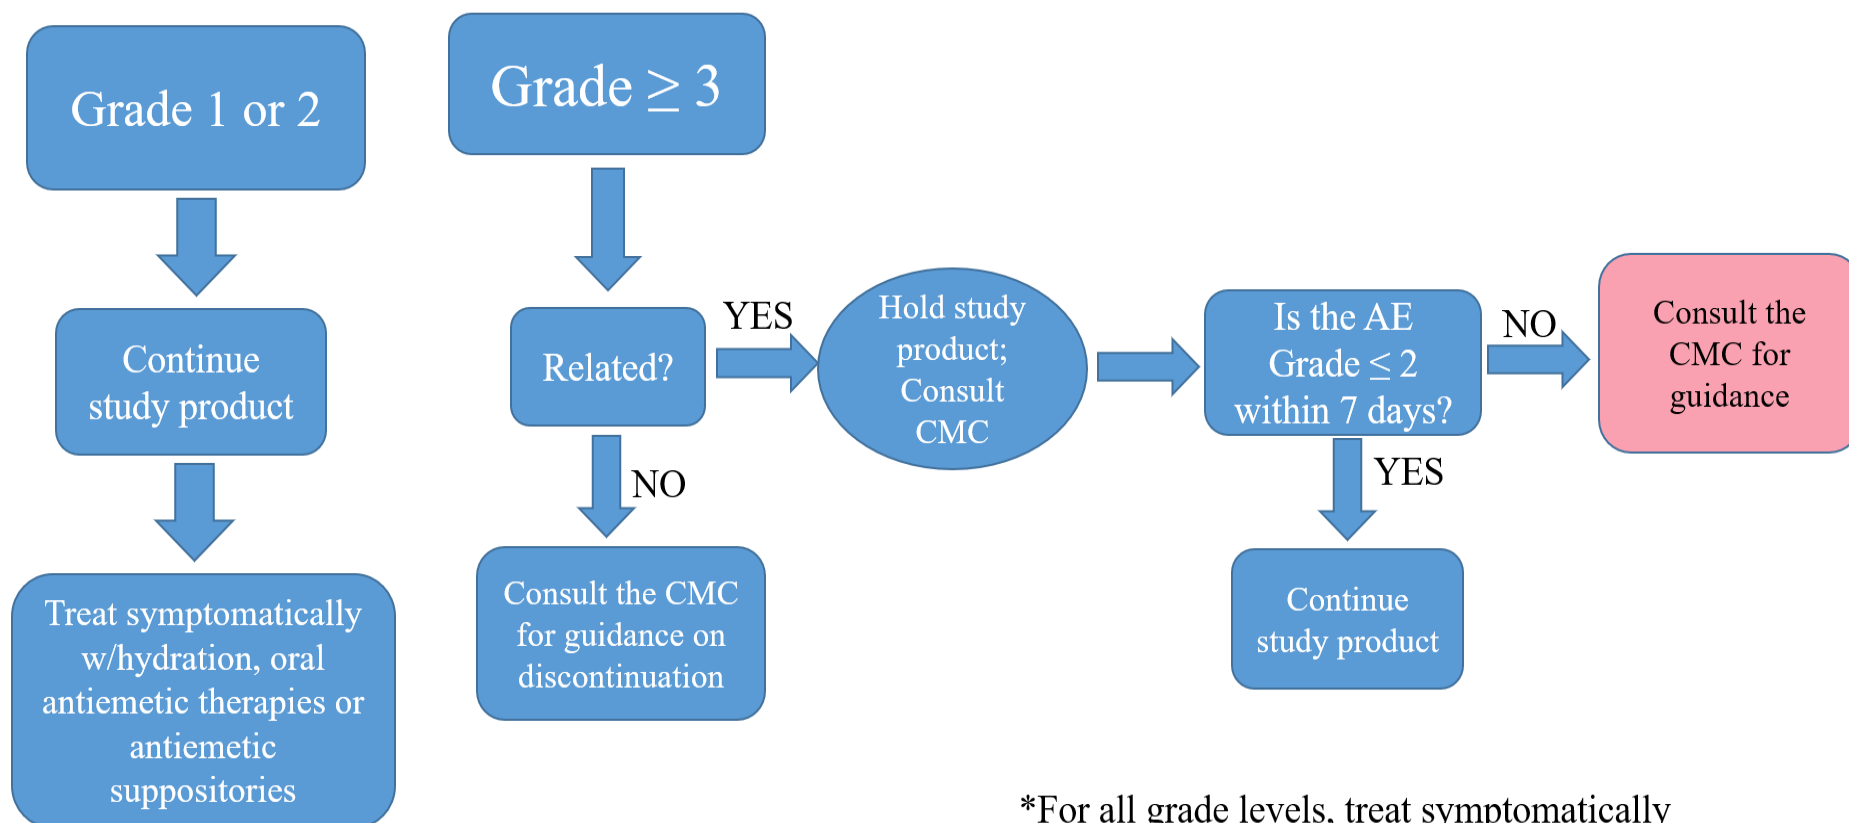 Grade 1 or 2
Continue
study product
Treat symptomatically
w/hydration, oral
antiemetic therapies or
antiemetic
suppositories
Grade ≥ 3
Related?
YES
NO
Consult the CMC
for guidance on
discontinuation
Hold study
product;
Consult
CMC
Is the AE
Grade ≤ 2
within 7 days?
NO
Consult the
CMC for
guidance
YES
Continue
study product
*For all grade levels, treat symptomatically